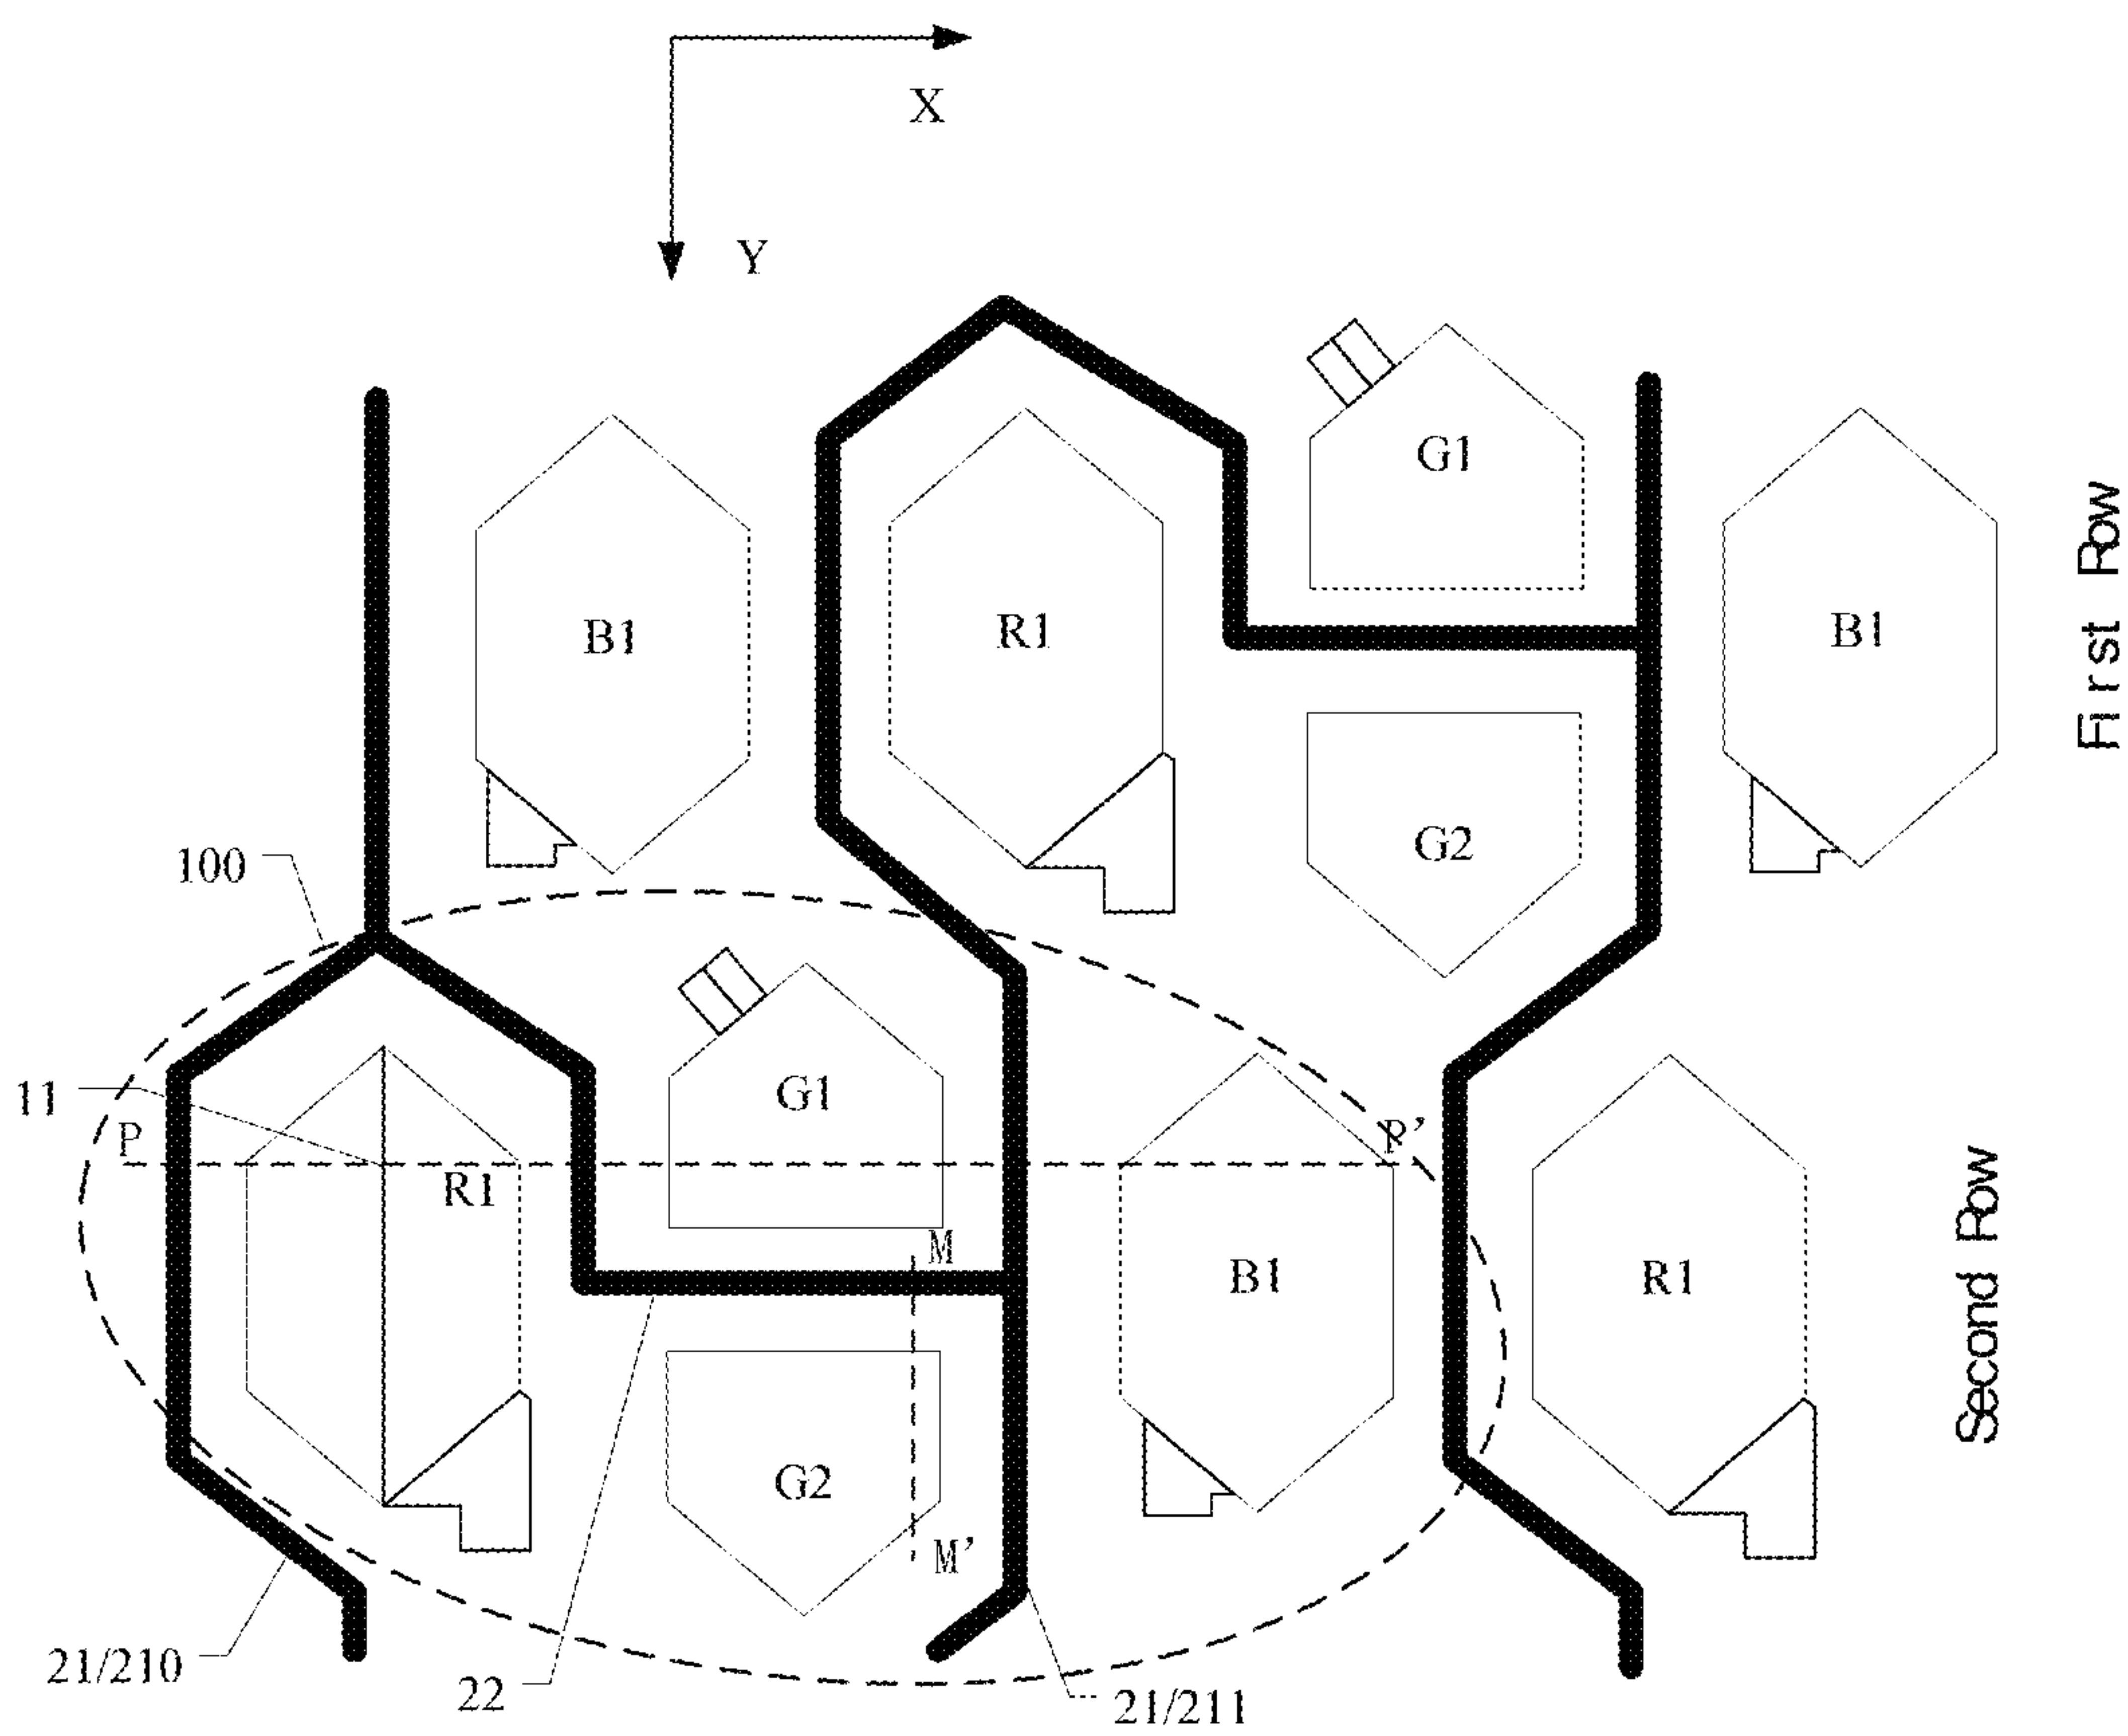 X
Y
G1
B1
R1
B1
First Row
G2
100
11
P
G1
P’
R1
M
B1
R1
Second Row
G2
M’
21/210
22
21/211